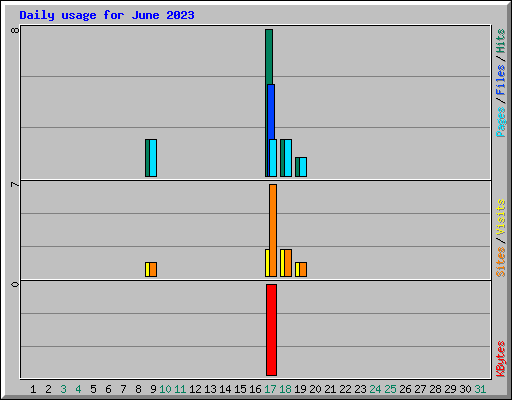 Daily usage for June 2023
8
7
0
Pages / Files / Hits
Sites / Visits
KBytes
1 2 3 4 5 6 7 8 9 10 11 12 13 14 15 16 17 18 19 20 21 22 23 24 25 26 27 28 29 30 31